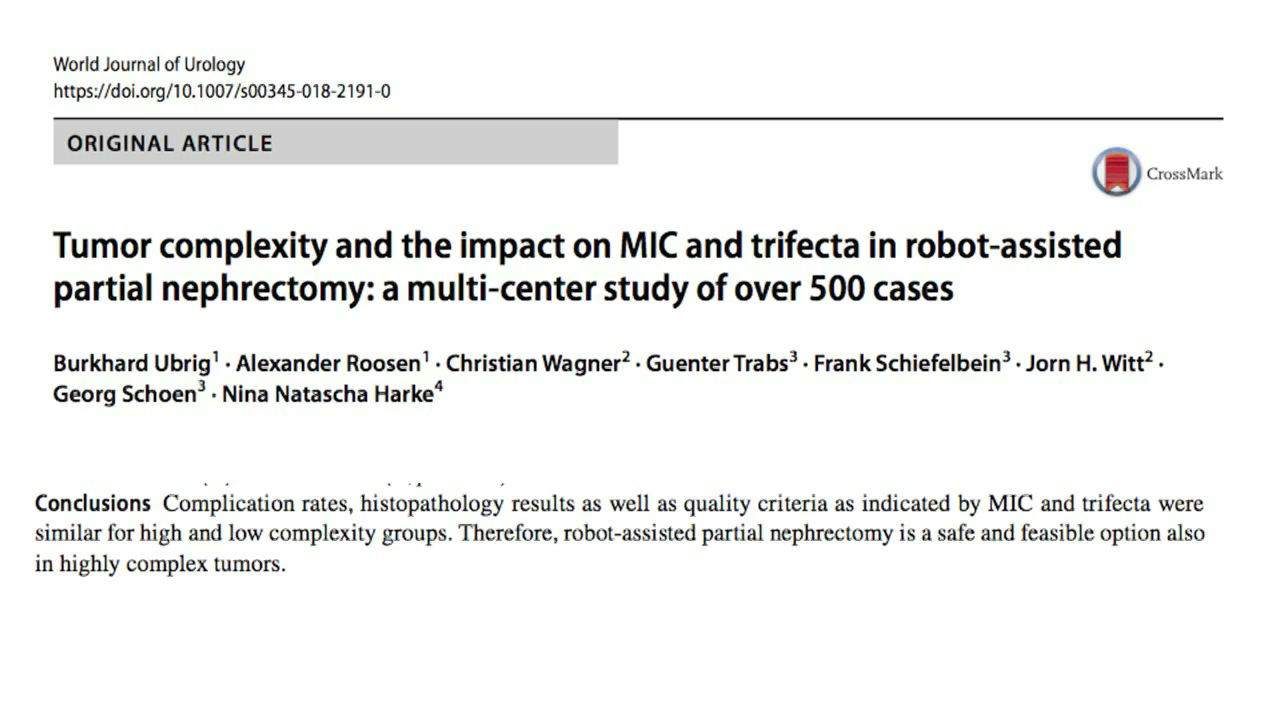 World Journal of Urology
https://doi.org/10.1007/s00345-018-2191-0
ORIGINAL ARTICLE
CrossMark
Tumor complexity and the impact on MIC and trifecta in robot-assisted
partial nephrectomy: a multi-center study of over 500 cases
Burkhard Ubrig1 · Alexander Roosen1 · Christian Wagner2 · Guenter Trabs3 · Frank Schiefelbein3 · Jorn H. Witt2 ·
Georg Schoen3 · Nina Natascha Harke4
Conclusions Complication rates, histopathology results as well as quality criteria as indicated by MIC and trifecta were
similar for high and low complexity groups. Therefore, robot-assisted partial nephrectomy is a safe and feasible option also
in highly complex tumors.